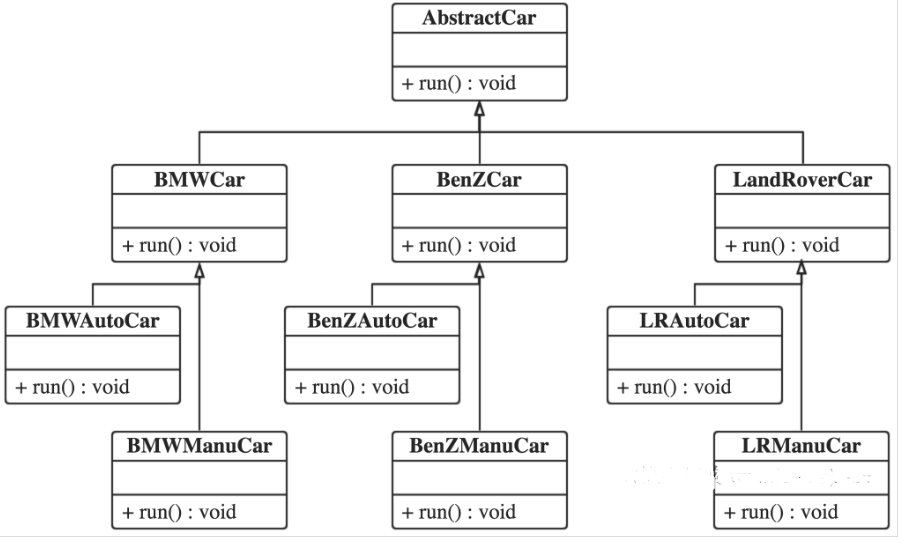 AbstractCar
+ run() : void
BMWCar
+ run() : void
BenZCar
+ run() : void
LandRoverCar
+ run() : void
BMWAutoCar
+ run() : void
BenZAutoCar
+ run() : void
LRAutoCar
+ run() : void
BMWManuCar
+ run() : void
BenZManuCar
+ run() : void
LRManuCar
+ run() : void